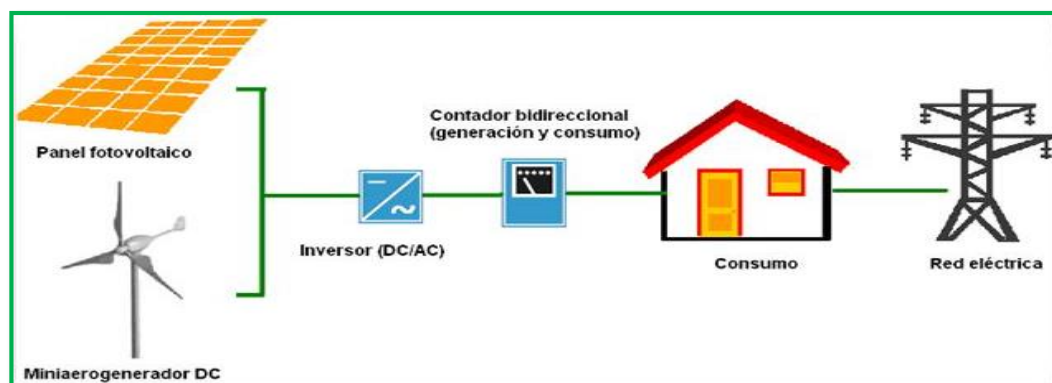 Panel fotovoltaico
Miniaerogenerador DC
Inversor (DC/AC)
Contador bidireccional
(generación y consumo)
Consumo
Red eléctrica